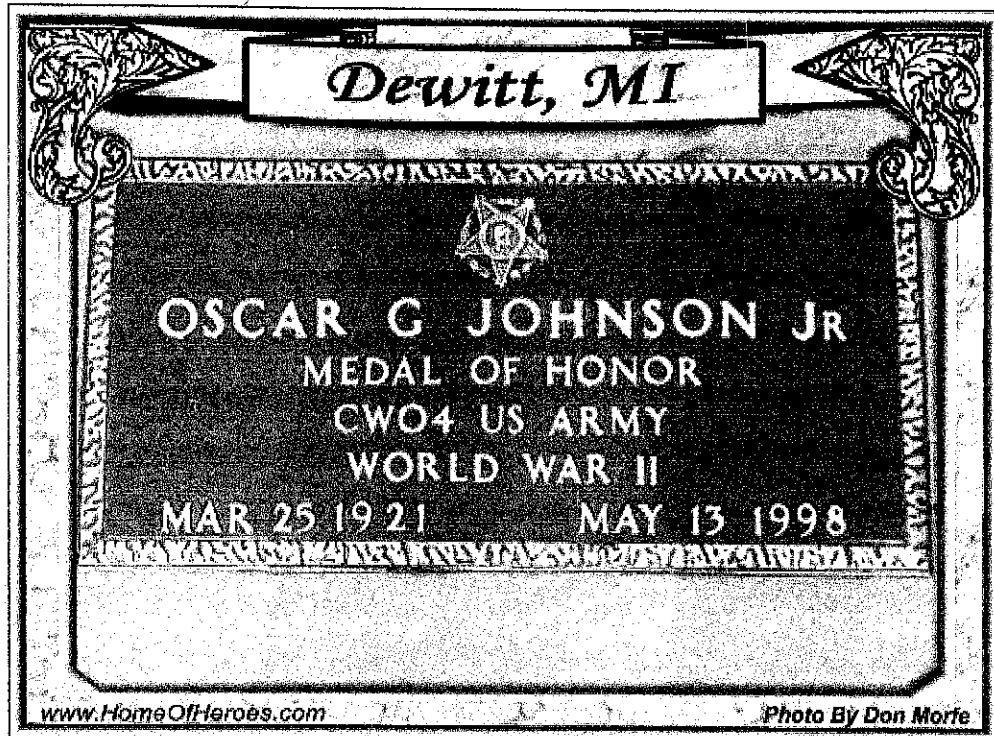 Dewitt, MI
OSCAR G JOHNSON JR
MEDAL OF HONOR
CWO4 US ARMY
WORLD WAR II
MAR 25 1921 MAY 13 1998
www.HomeOfHeroes.com Photo By Don Morfe